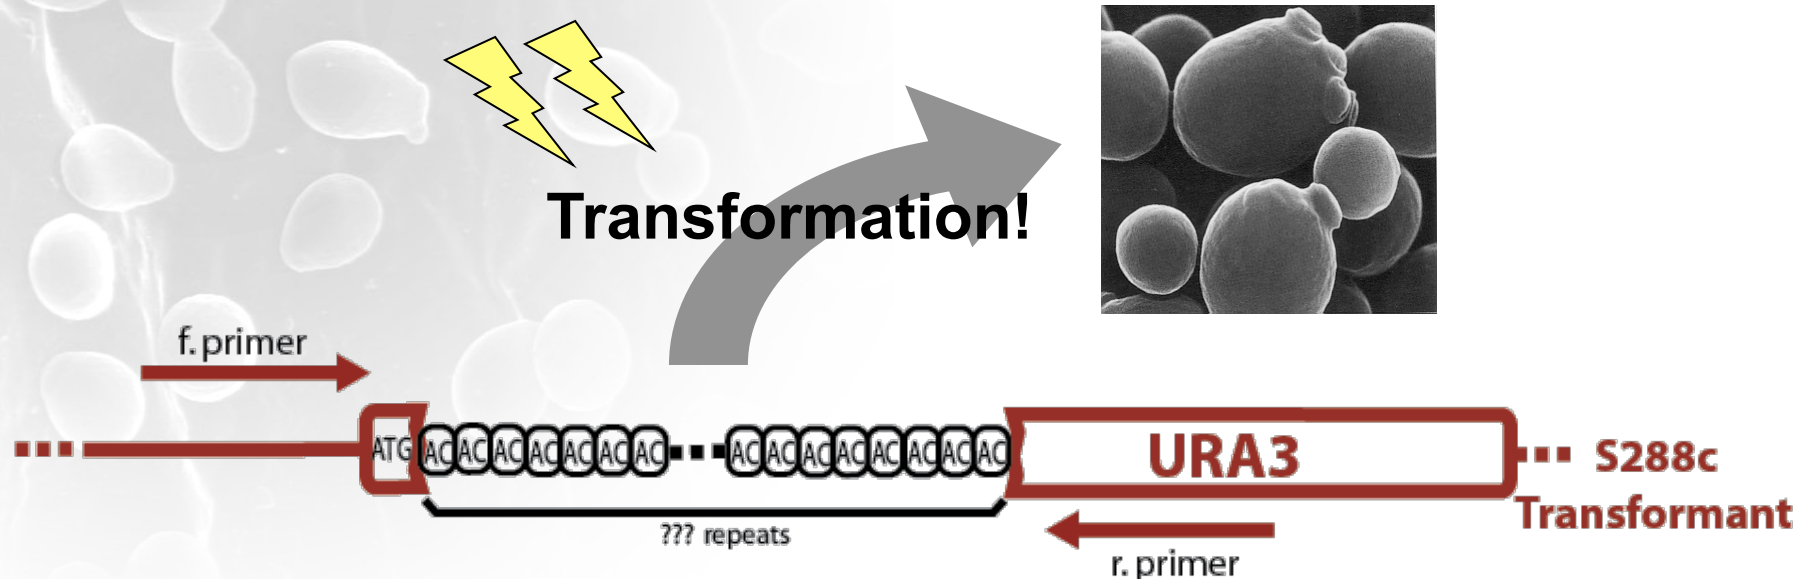 Transformation!
f. primer
ATG AC AC AC AC AC AC AC AC AC AC AC AC AC AC AC URA3 S288c
Transformant
??? repeats
r. primer